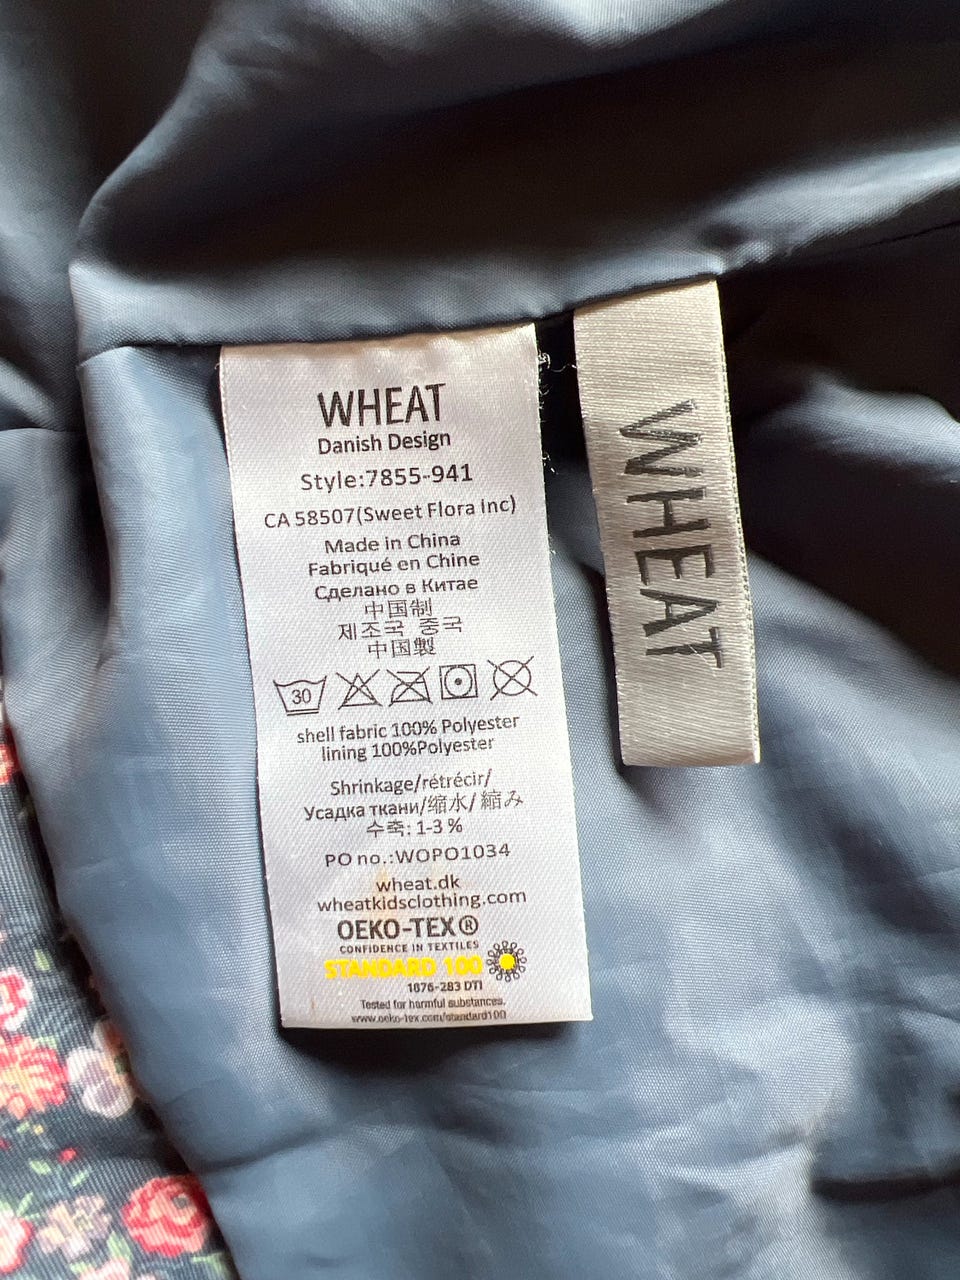 WHEAT
Danish Design
Style:7855-941
CA 58507(Sweet Flora Inc)
Made in China
Fabriqué en Chine
Сделано в Китае
中国制
제조국 중국
中国製
30
shell fabric 100% Polyester
lining 100%Polyester
Shrinkage/rétrécir/
Усадка ткани/缩水/ 縮み
수축: 1-3 %
PO no.:WOPO1034
wheat.dk
wheatkidsclothing.com
OEKO-TEX®
CONFIDENCE IN TEXTILES
STANDARD 100
1076-283 DTI
Tested for harmful substances.
www.oeko-tex.com/standard100
WHEAT